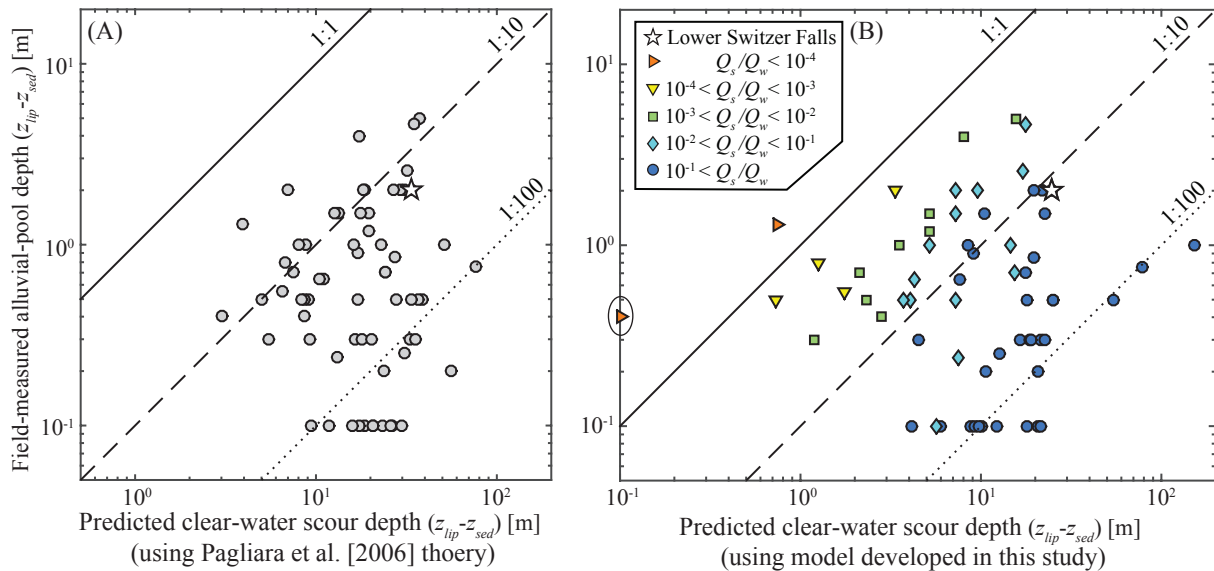 (A)
1:1
1:10
1:100
Field-measured alluvial-pool depth (z_lip-z_sed) [m]
10^1
10^0
10^-1
10^0
10^1
10^2
Predicted clear-water scour depth (z_lip-z_sed) [m]
(using Pagliara et al. [2006] thoery)
(B)
Lower Switzer Falls
Q_s/Q_w < 10^-4
10^-4 < Q_s/Q_w < 10^-3
10^-3 < Q_s/Q_w < 10^-2
10^-2 < Q_s/Q_w < 10^-1
10^-1 < Q_s/Q_w
1:1
1:10
1:100
10^1
10^0
10^-1
10^-1
10^0
10^1
10^2
Predicted clear-water scour depth (z_lip-z_sed) [m]
(using model developed in this study)